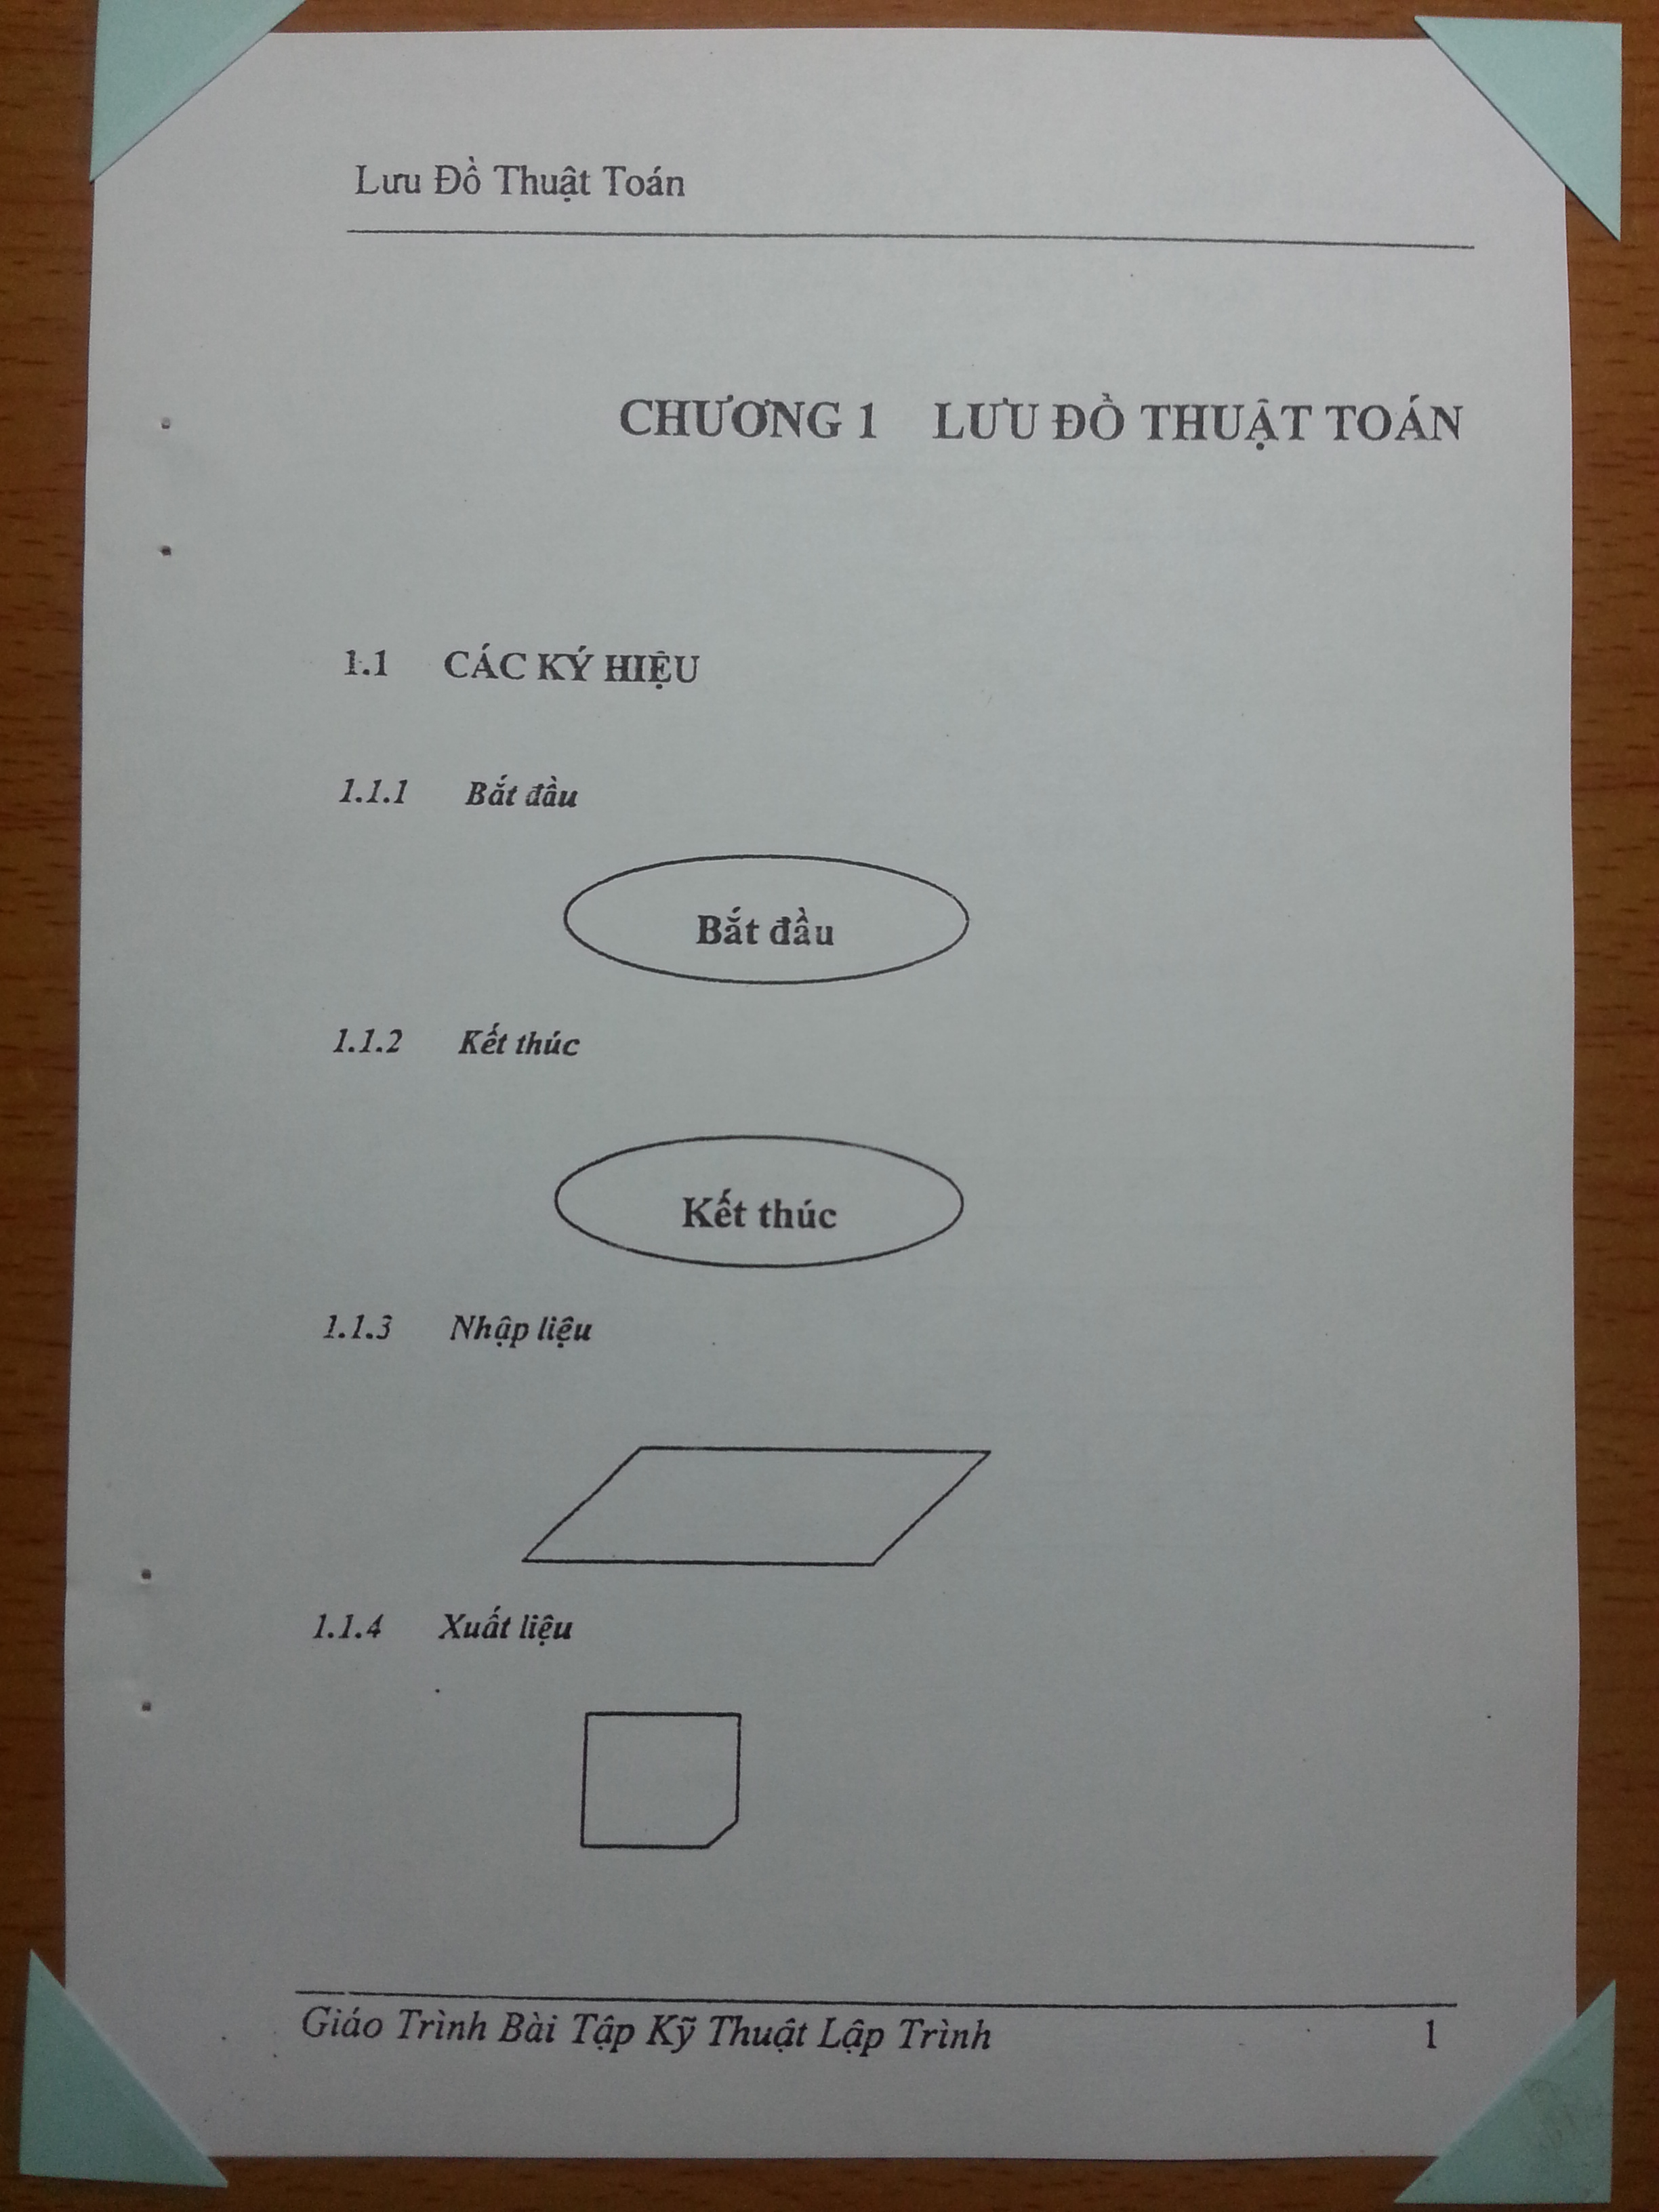 Lưu Đồ Thuật Toán
CHƯƠNG 1 LƯU ĐỒ THUẬT TOÁN
1.1 CÁC KÝ HIỆU
1.1.1 Bắt đầu
Bắt đầu
1.1.2 Kết thúc
Kết thúc
1.1.3 Nhập liệu
1.1.4 Xuất liệu
Giáo Trình Bài Tập Kỹ Thuật Lập Trình 1